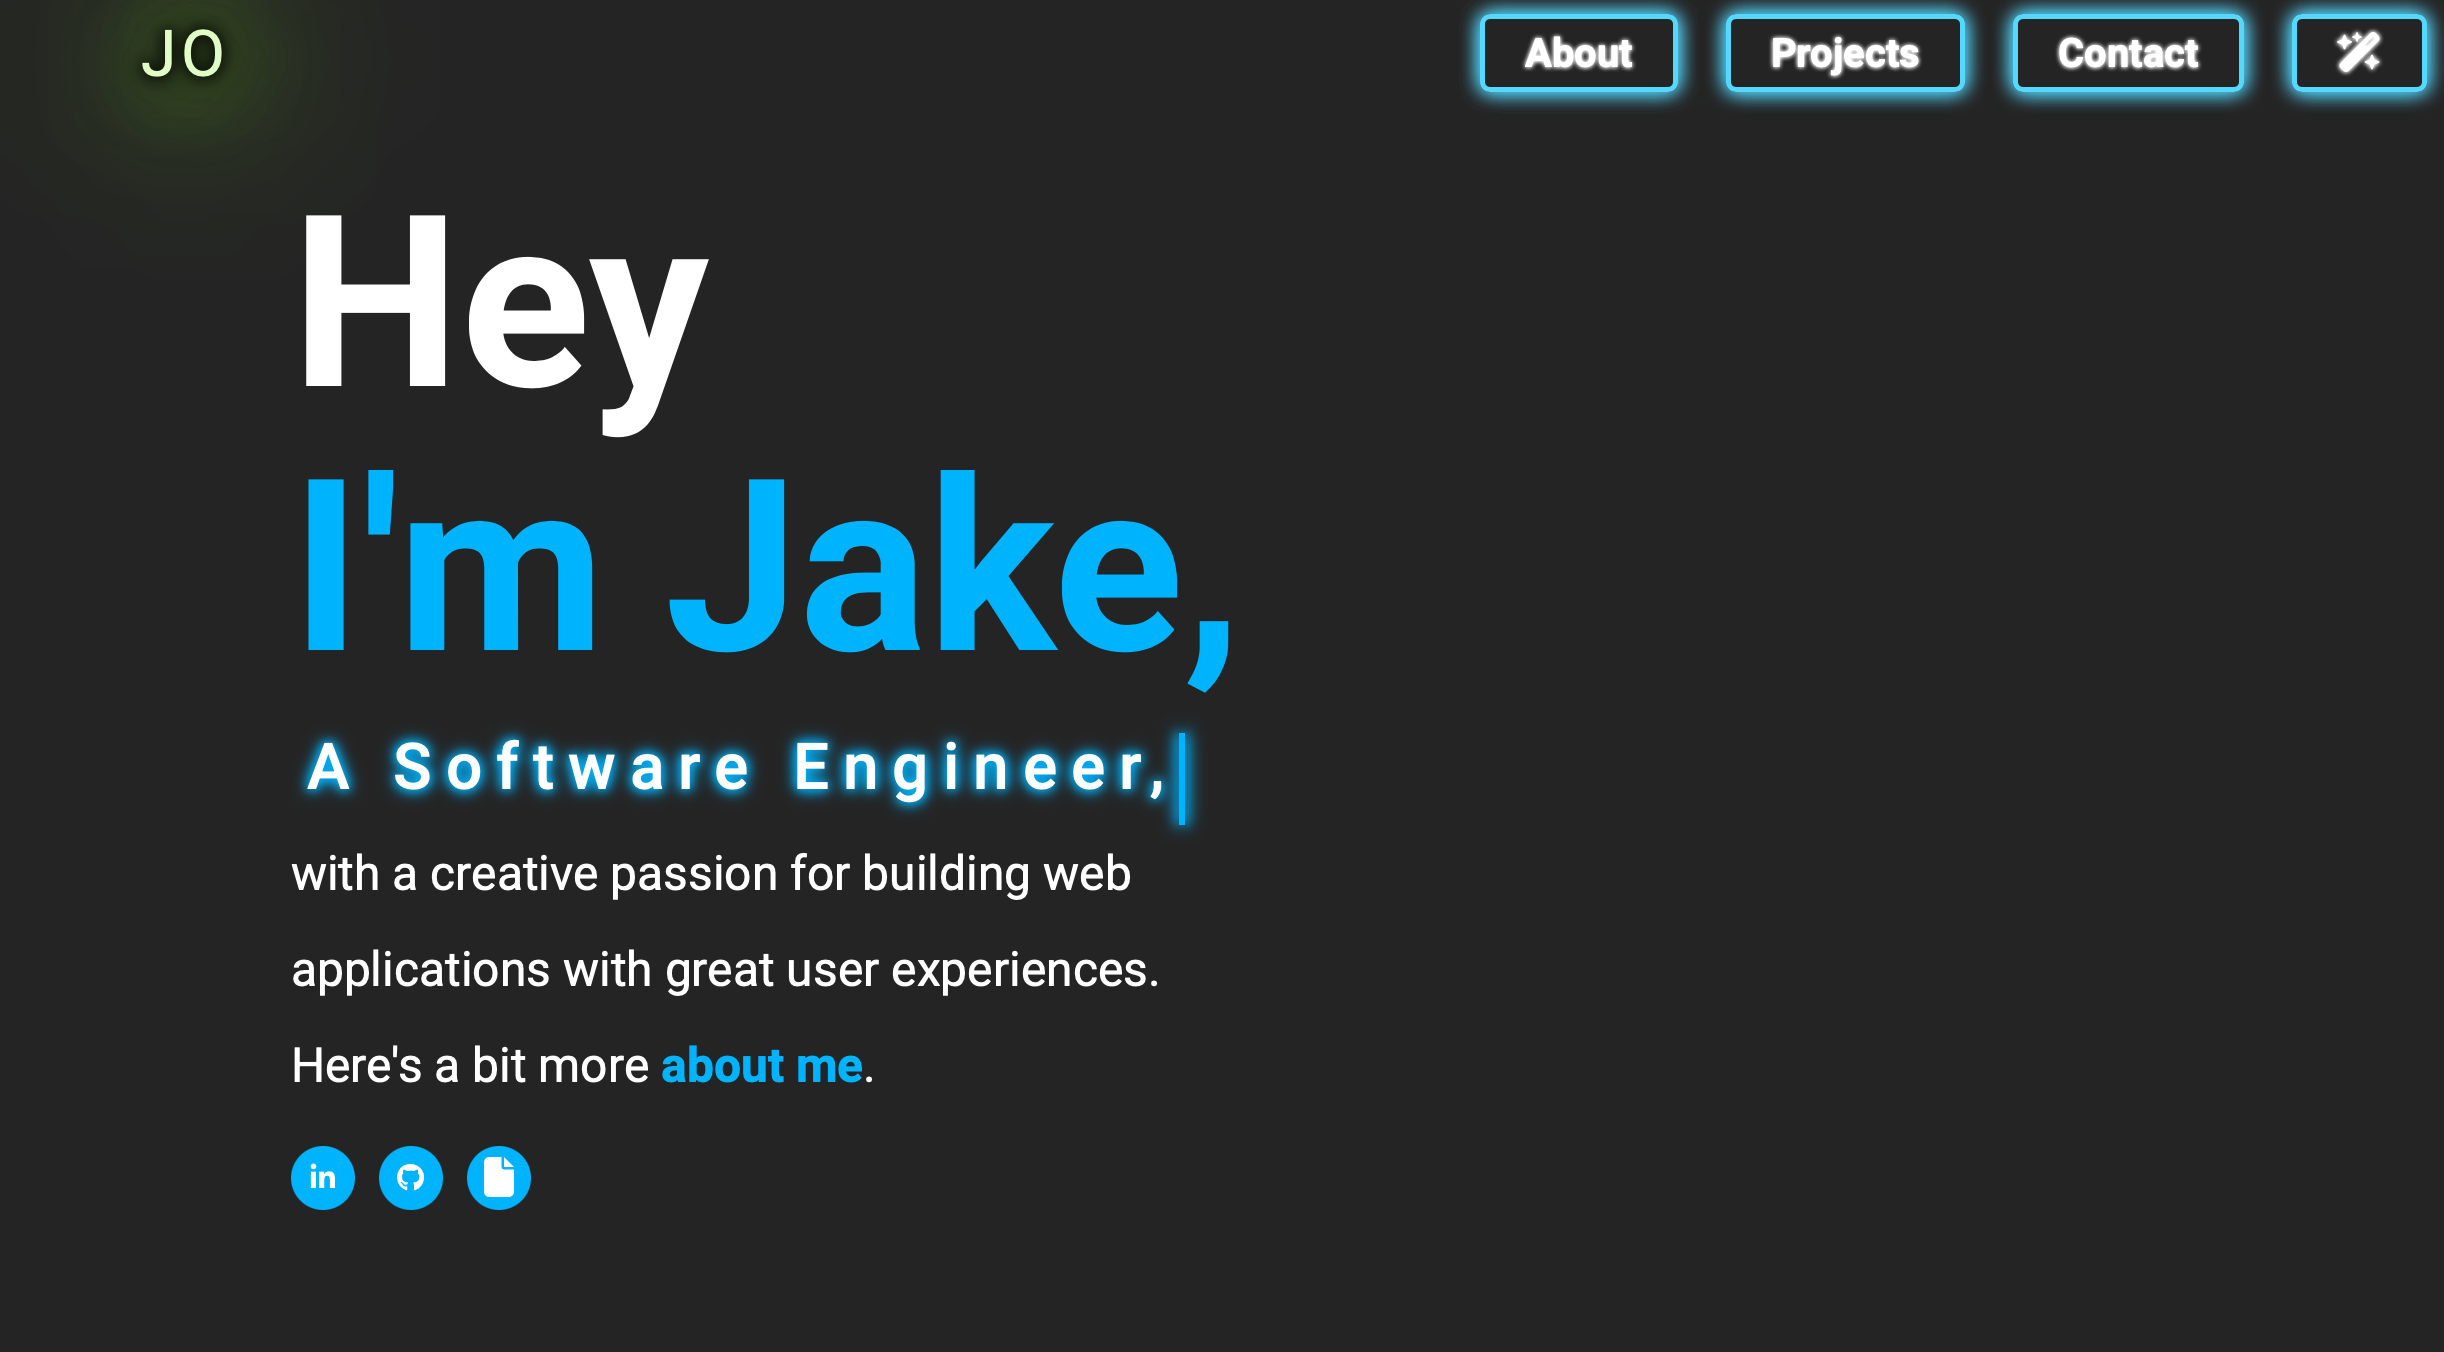 JO
About Projects Contact
Hey
I'm Jake,
A Software Engineer,
with a creative passion for building web
applications with great user experiences.
Here's a bit more about me.
in